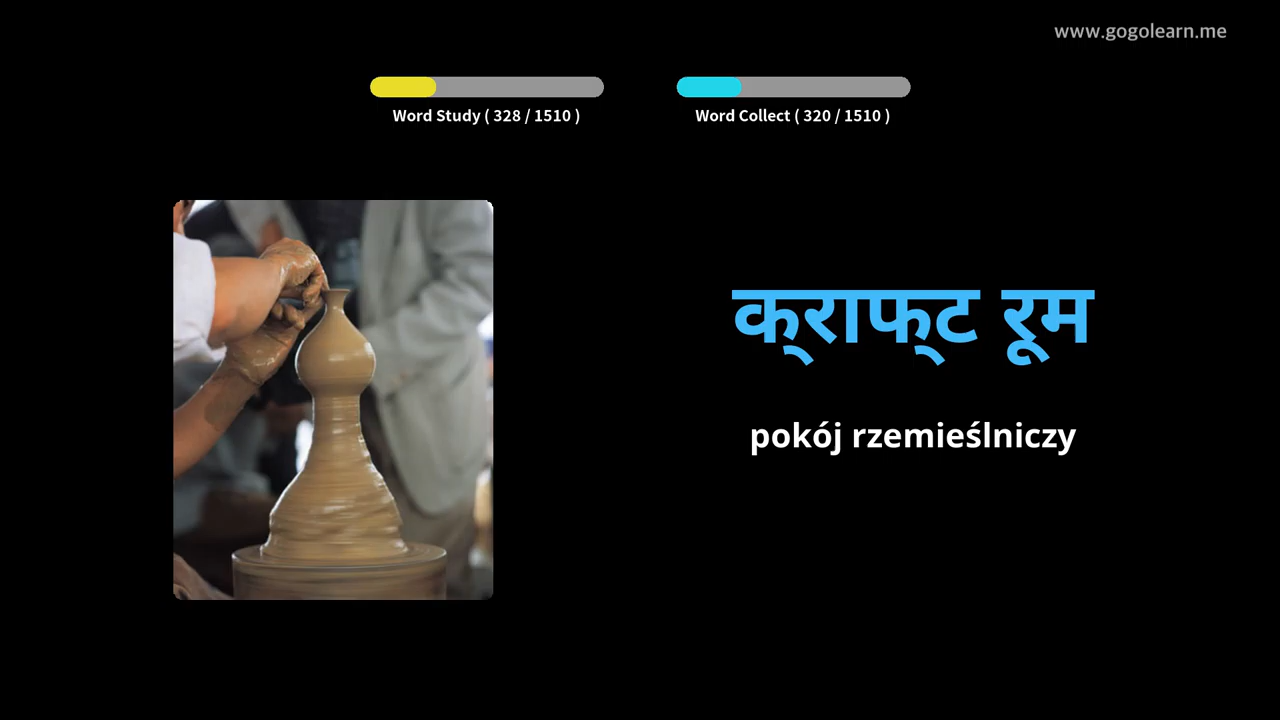 www.gogolearn.me
Word Study ( 328 / 1510 )
Word Collect ( 320 / 1510 )
क्राफ्ट रूम
pokój rzemieślniczy